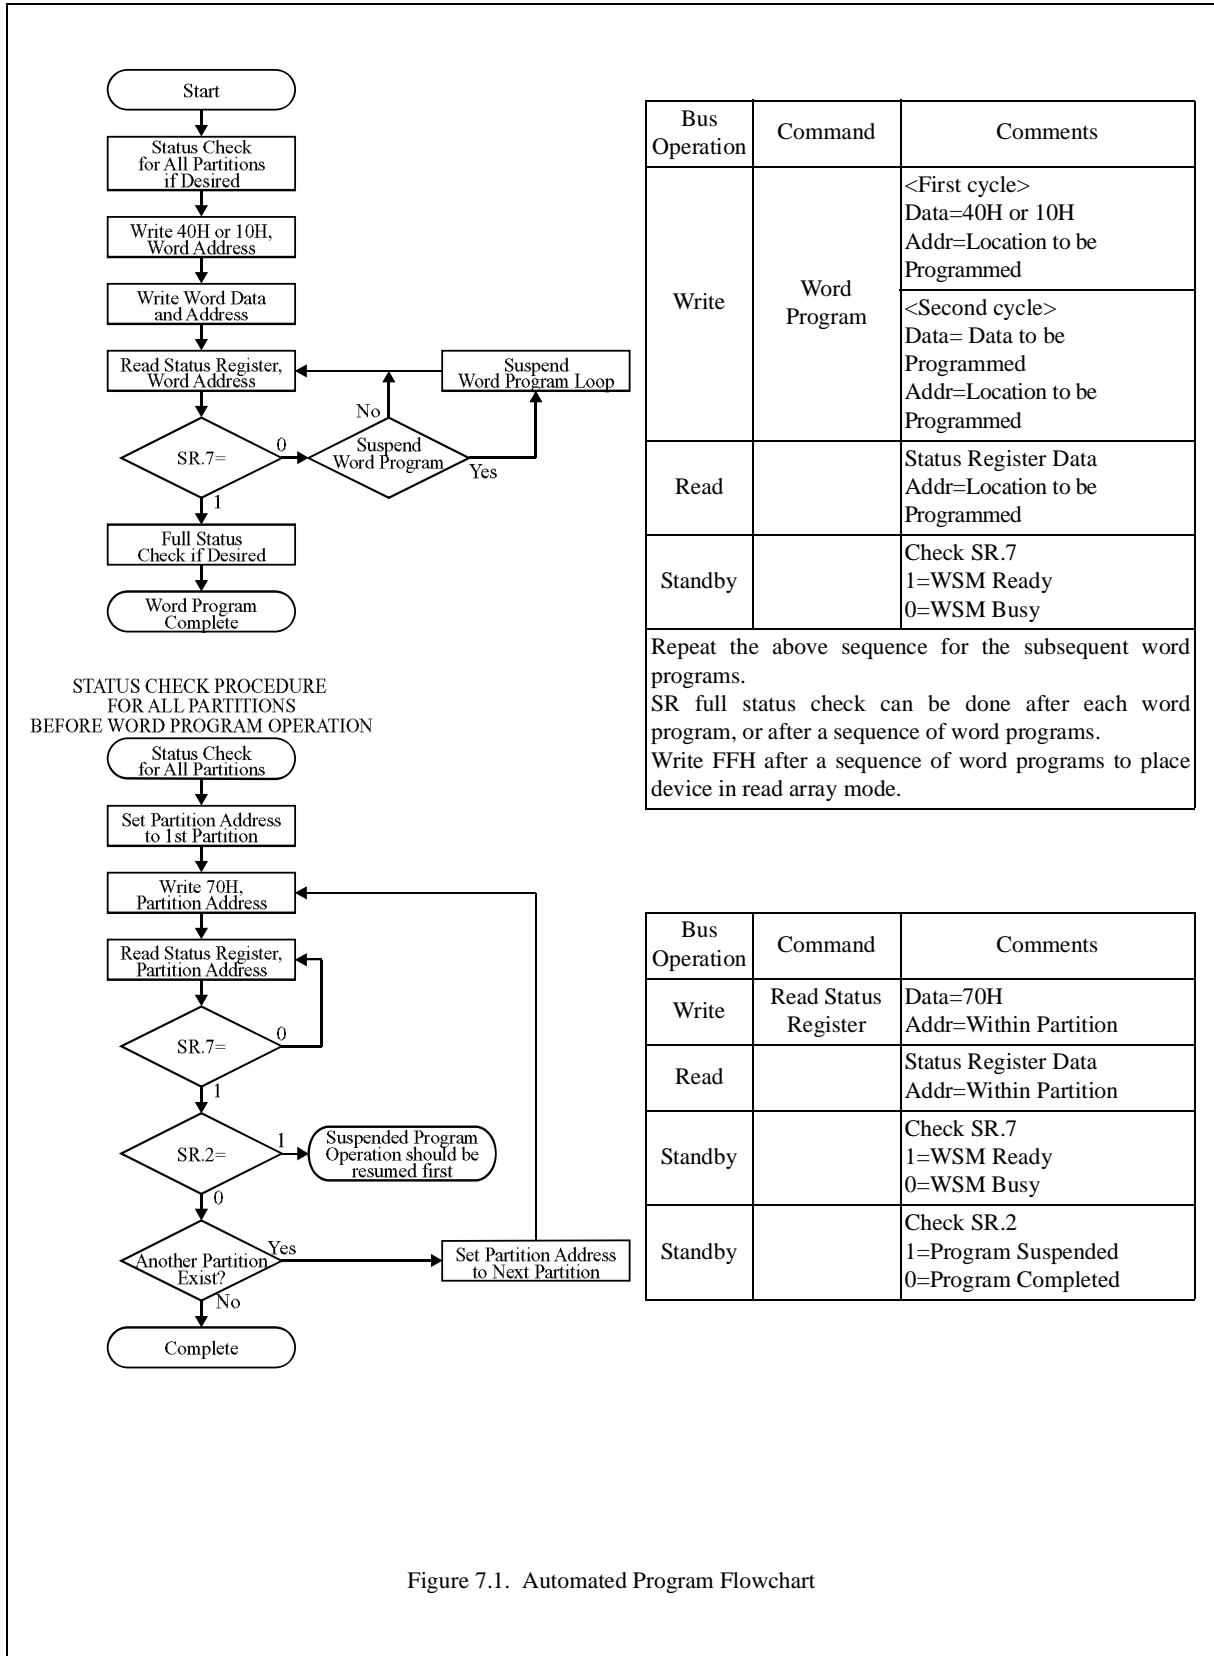 Start
Status Check
for All Partitions
if Desired
Write 40H or 10H,
Word Address
Write Word Data
and Address
Read Status Register,
Word Address
Suspend
Word Program Loop
No
SR.7=
0
Suspend
Word Program
Yes
1
Full Status
Check if Desired
Word Program
Complete
STATUS CHECK PROCEDURE
FOR ALL PARTITIONS
BEFORE WORD PROGRAM OPERATION
Status Check
for All Partitions
Set Partition Address
to 1st Partition
Write 70H,
Partition Address
Read Status Register,
Partition Address
SR.7=
0
1
SR.2=
1
Suspended Program
Operation should be
resumed first
0
Another Partition
Exist?
Yes
Set Partition Address
to Next Partition
No
Complete
Bus
Operation
Command
Comments
Write
Word
Program
<First cycle>
Data=40H or 10H
Addr=Location to be
Programmed
<Second cycle>
Data= Data to be
Programmed
Addr=Location to be
Programmed
Read
Status Register Data
Addr=Location to be
Programmed
Standby
Check SR.7
1=WSM Ready
0=WSM Busy
Repeat the above sequence for the subsequent word
programs.
SR full status check can be done after each word
program, or after a sequence of word programs.
Write FFH after a sequence of word programs to place
device in read array mode.
Bus
Operation
Command
Comments
Write
Read Status
Register
Data=70H
Addr=Within Partition
Read
Status Register Data
Addr=Within Partition
Standby
Check SR.7
1=WSM Ready
0=WSM Busy
Standby
Check SR.2
1=Program Suspended
0=Program Completed
Figure 7.1. Automated Program Flowchart